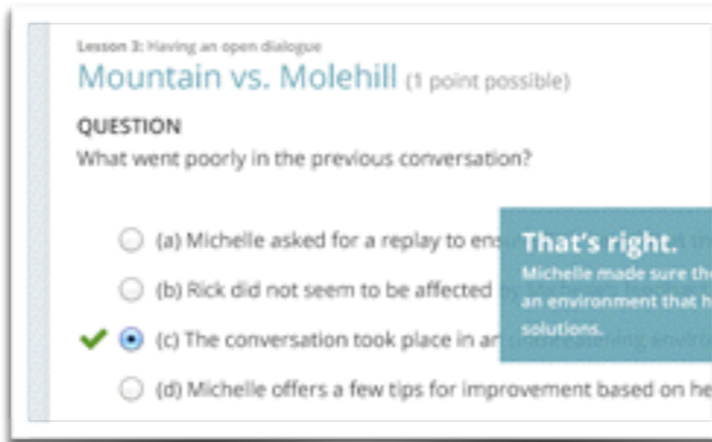 Lesson 3: Having an open dialogue
Mountain vs. Molehill (1 point possible)
QUESTION
What went poorly in the previous conversation?
(a) Michelle asked for a replay to ens
(b) Rick did not seem to be affected
(c) The conversation took place in an
(d) Michelle offers a few tips for improvement based on he
That's right.
Michelle made sure the
an environment that h
solutions.